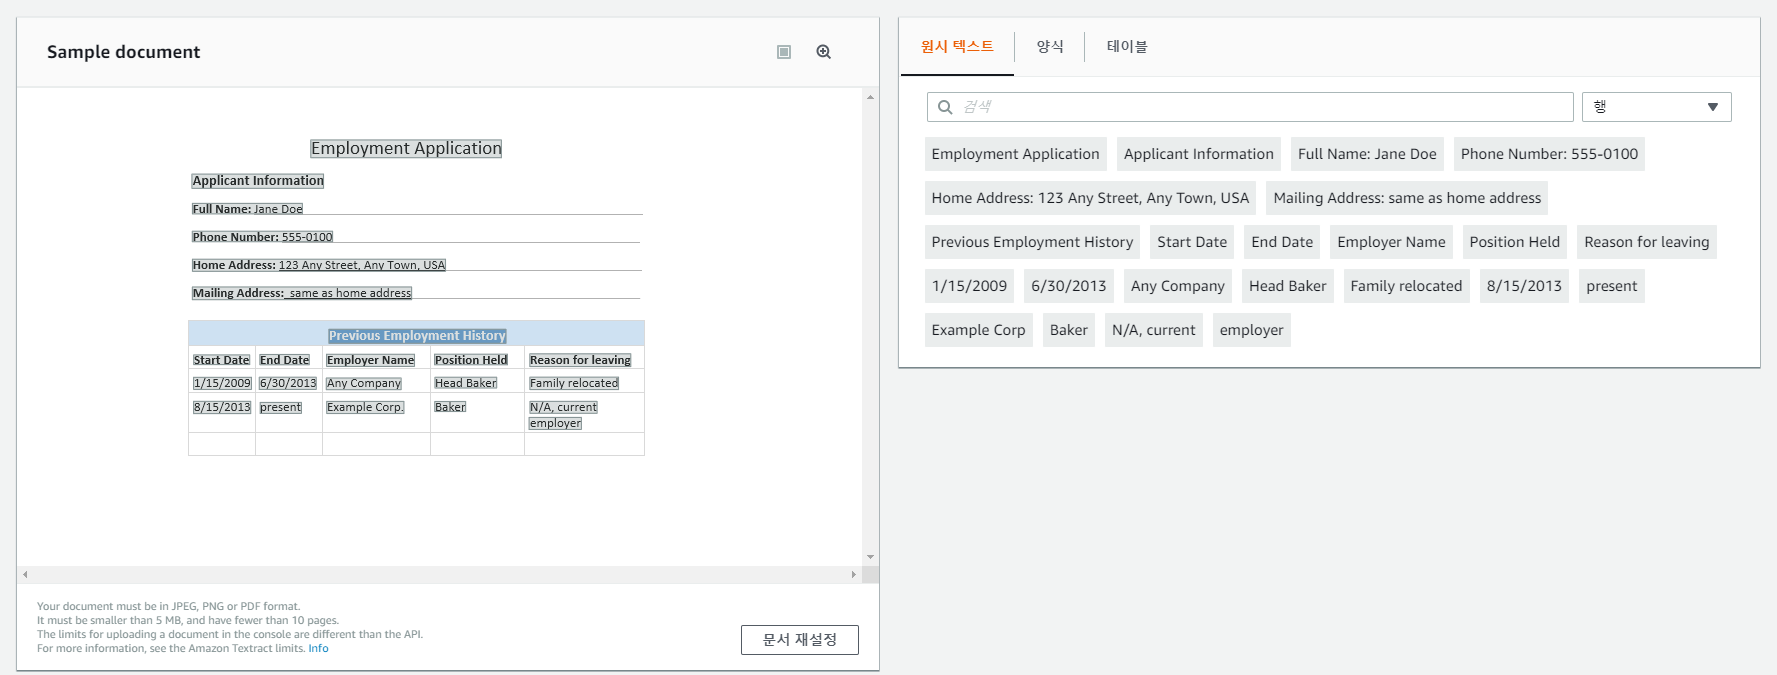 Sample document
Employment Application
Applicant Information
Full Name: Jane Doe
Phone Number: 555-0100
Home Address: 123 Any Street, Any Town, USA
Mailing Address: same as home address
Previous Employment History
Start Date End Date Employer Name Position Held Reason for leaving
1/15/2009 6/30/2013 Any Company Head Baker Family relocated
8/15/2013 present Example Corp. Baker N/A, current
employer
Your document must be in JPEG, PNG or PDF format.
It must be smaller than 5 MB, and have fewer than 10 pages.
The limits for uploading a document in the console are different than the API.
For more information, see the Amazon Textract limits. Info
문서 재설정
원시 텍스트 양식 테이블
검색 행
Employment Application Applicant Information Full Name: Jane Doe Phone Number: 555-0100
Home Address: 123 Any Street, Any Town, USA Mailing Address: same as home address
Previous Employment History Start Date End Date Employer Name Position Held Reason for leaving
1/15/2009 6/30/2013 Any Company Head Baker Family relocated 8/15/2013 present
Example Corp Baker N/A, current employer